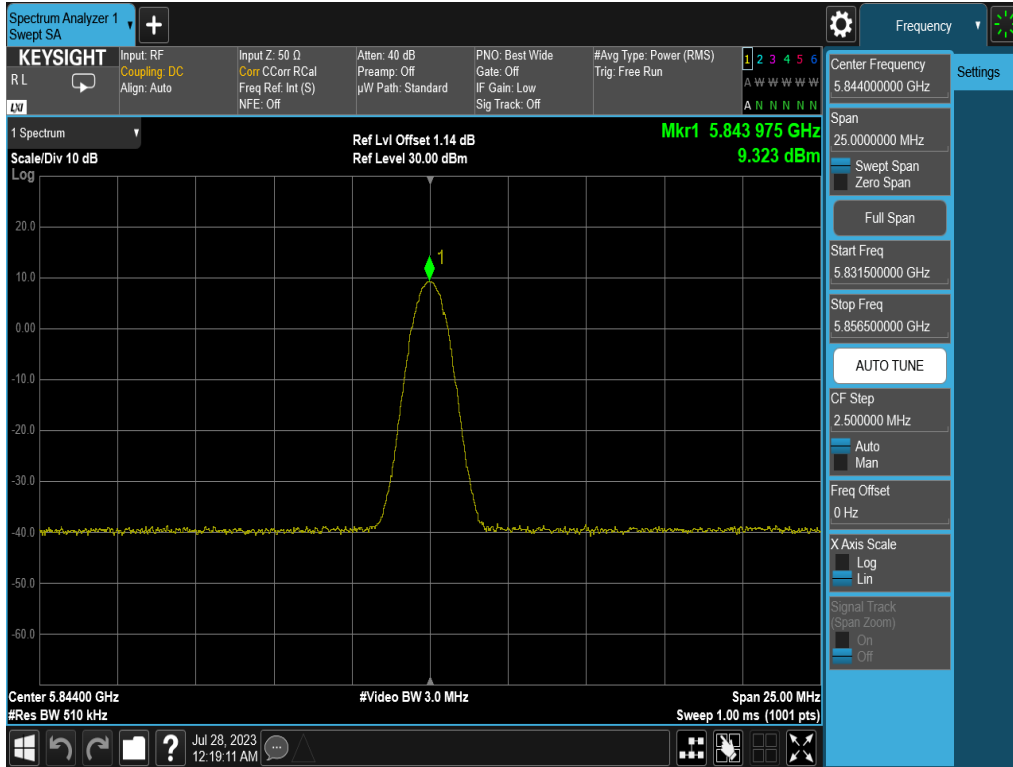 Spectrum Analyzer 1
Swept SA
+
Frequency
KEYSIGHT
R L
LXI
Input: RF
Coupling: DC
Align: Auto
Input Z: 50 Ω
Corr CCorr RCal
Freq Ref: Int (S)
NFE: Off
Atten: 40 dB
Preamp: Off
µW Path: Standard
PNO: Best Wide
Gate: Off
IF Gain: Low
Sig Track: Off
#Avg Type: Power (RMS)
Trig: Free Run
1 2 3 4 5 6
A W W W W W
A N N N N N
1 Spectrum
Scale/Div 10 dB
Log
Ref Lvl Offset 1.14 dB
Ref Level 30.00 dBm
Mkr1 5.843 975 GHz
9.323 dBm
1
20.0
10.0
0.00
-10.0
-20.0
-30.0
-40.0
-50.0
-60.0
Center 5.84400 GHz
#Res BW 510 kHz
#Video BW 3.0 MHz
Span 25.00 MHz
Sweep 1.00 ms (1001 pts)
Center Frequency
5.844000000 GHz
Settings
Span
25.0000000 MHz
Swept Span
Zero Span
Full Span
Start Freq
5.831500000 GHz
Stop Freq
5.856500000 GHz
AUTO TUNE
CF Step
2.500000 MHz
Auto
Man
Freq Offset
0 Hz
X Axis Scale
Log
Lin
Signal Track
(Span Zoom)
On
Off
?
Jul 28, 2023
12:19:11 AM